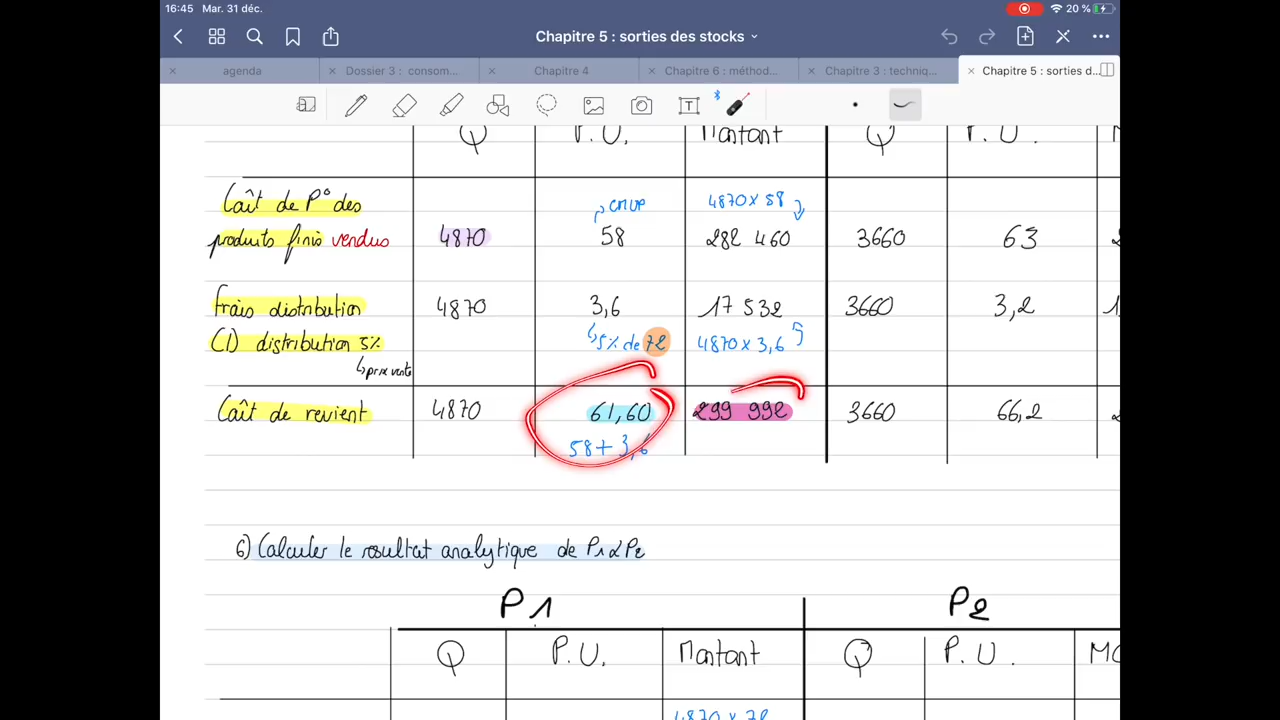 16:45 Mar. 31 déc.
20 %
Chapitre 5 : sorties des stocks
agenda
Dossier 3 : consom...
Chapitre 4
Chapitre 6 : méthod...
Chapitre 3 : techniq...
Chapitre 5 : sorties d...
Q P.U. Montant Q P.U.
Coût de P° des CMUP 4870 x 58
produits finis vendus 4870 58 282 460 3660 63
frais distribution 4870 3,6 17 532 3660 3,2
(1) distribution 5% 5% de 72 4870 x 3,6
prix vente
Coût de revient 4870 61,60 299 992 3660 66,2
58 + 3,6
6) Calculer le resultat analytique de P1 & P2
P1 P2
Q P.U. Montant Q P.U.
4870 x 72